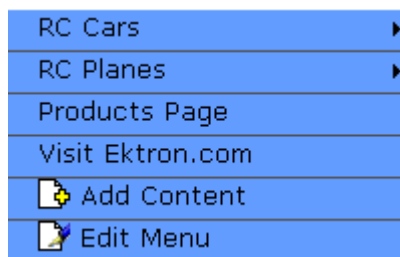 RC Cars
RC Planes
Products Page
Visit Ektron.com
Add Content
Edit Menu